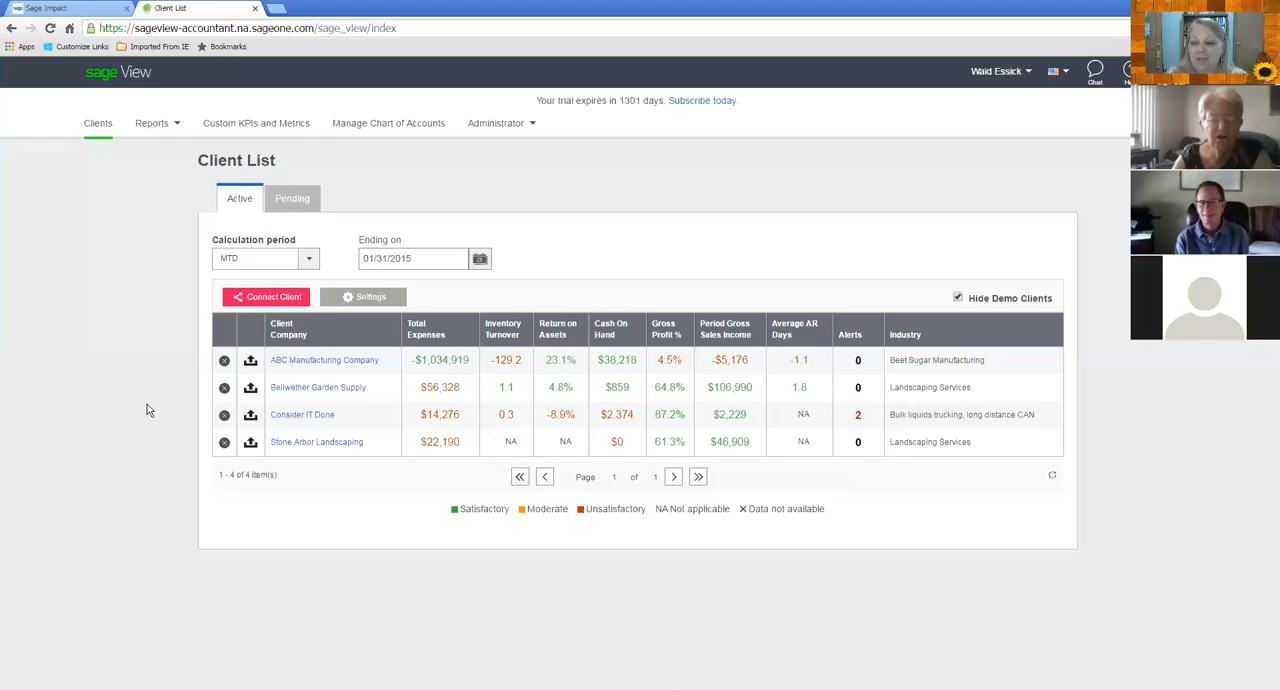 Sage Impact
Client List
https://sageview-accountant.na.sageone.com/sage_view/index
Apps Customize Links Imported From IE Bookmarks
sage View
Waid Essick
Chat
Your trial expires in 1301 days. Subscribe today.
Clients Reports Custom KPIs and Metrics Manage Chart of Accounts Administrator
Client List
Active Pending
Calculation period Ending on
MTD 01/31/2015
Connect Client Settings Hide Demo Clients
Client Company Total Expenses Inventory Turnover Return on Assets Cash On Hand Gross Profit % Period Gross Sales Income Average AR Days Alerts Industry
ABC Manufacturing Company -$1,034,919 -129.2 23.1% $38,218 4.5% -$5,176 -1.1 0 Beet Sugar Manufacturing
Bellwether Garden Supply $56,328 1.1 4.8% $859 64.8% $106,990 1.8 0 Landscaping Services
Consider IT Done $14,276 0.3 -8.9% $2,374 87.2% $2,229 NA 2 Bulk liquids trucking, long distance CAN
Stone Arbor Landscaping $22,190 NA NA $0 61.3% $46,909 NA 0 Landscaping Services
1 - 4 of 4 item(s) Page 1 of 1
Satisfactory Moderate Unsatisfactory NA Not applicable X Data not available